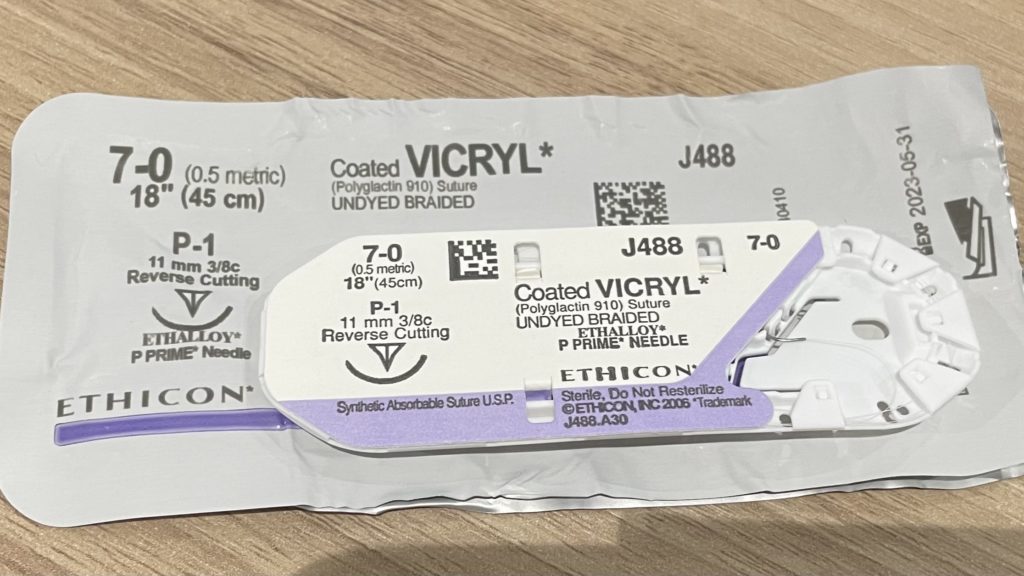 7-0 (0.5 metric)
18" (45 cm)
P-1
11 mm 3/8c
Reverse Cutting
ETHALLOY*
P PRIME* Needle
ETHICON*
Coated VICRYL*
(Polyglactin 910) Suture
UNDYED BRAIDED
J488
EXP 2023-05-31
7-0
(0.5 metric)
18" (45cm)
P-1
11 mm 3/8c
Reverse Cutting
J488
7-0
Coated VICRYL*
(Polyglactin 910) Suture
UNDYED BRAIDED
ETHALLOY*
P PRIME* NEEDLE
ETHICON*
Synthetic Absorbable Suture U.S.P.
Sterile, Do Not Resterilize
©ETHICON, INC 2006 *Trademark
J488.A30